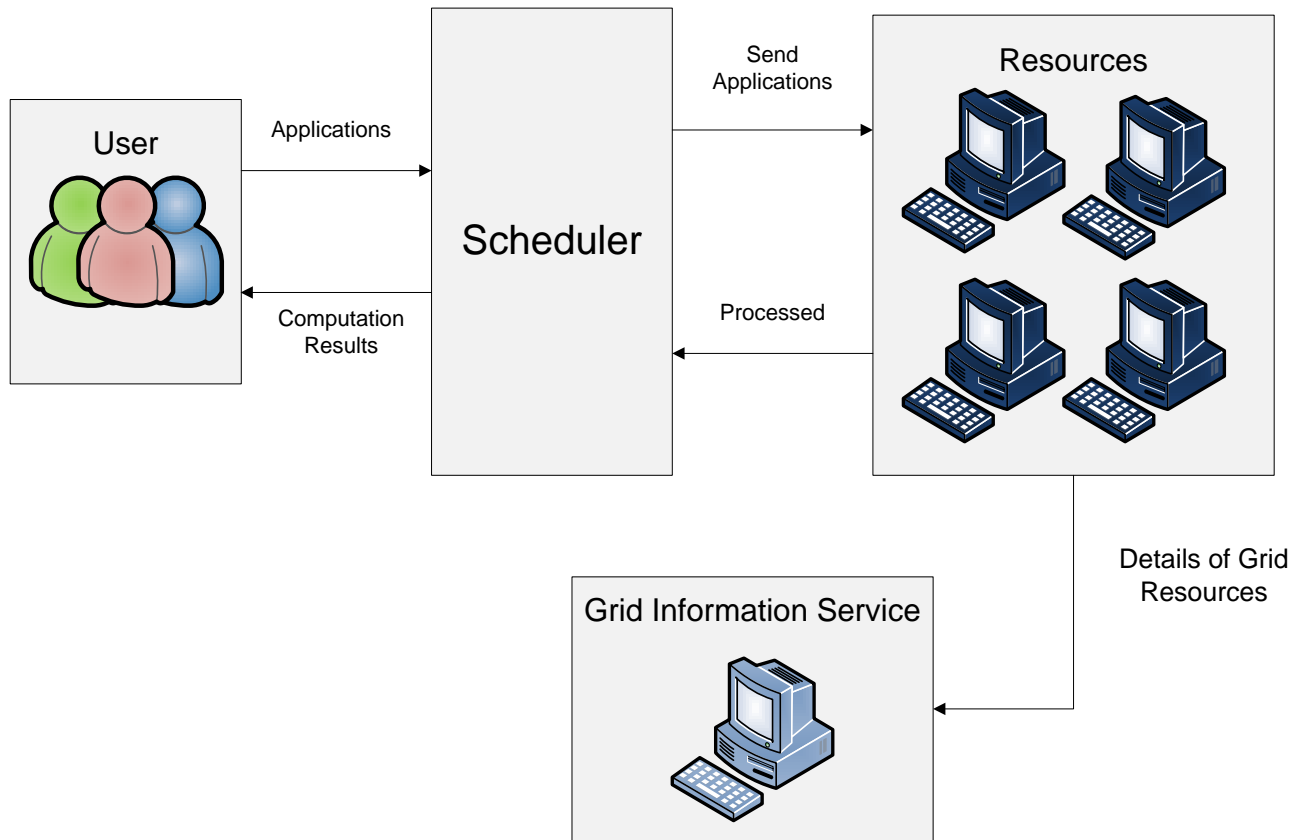 User
Applications
Computation
Results
Scheduler
Send
Applications
Processed
Resources
Details of Grid
Resources
Grid Information Service